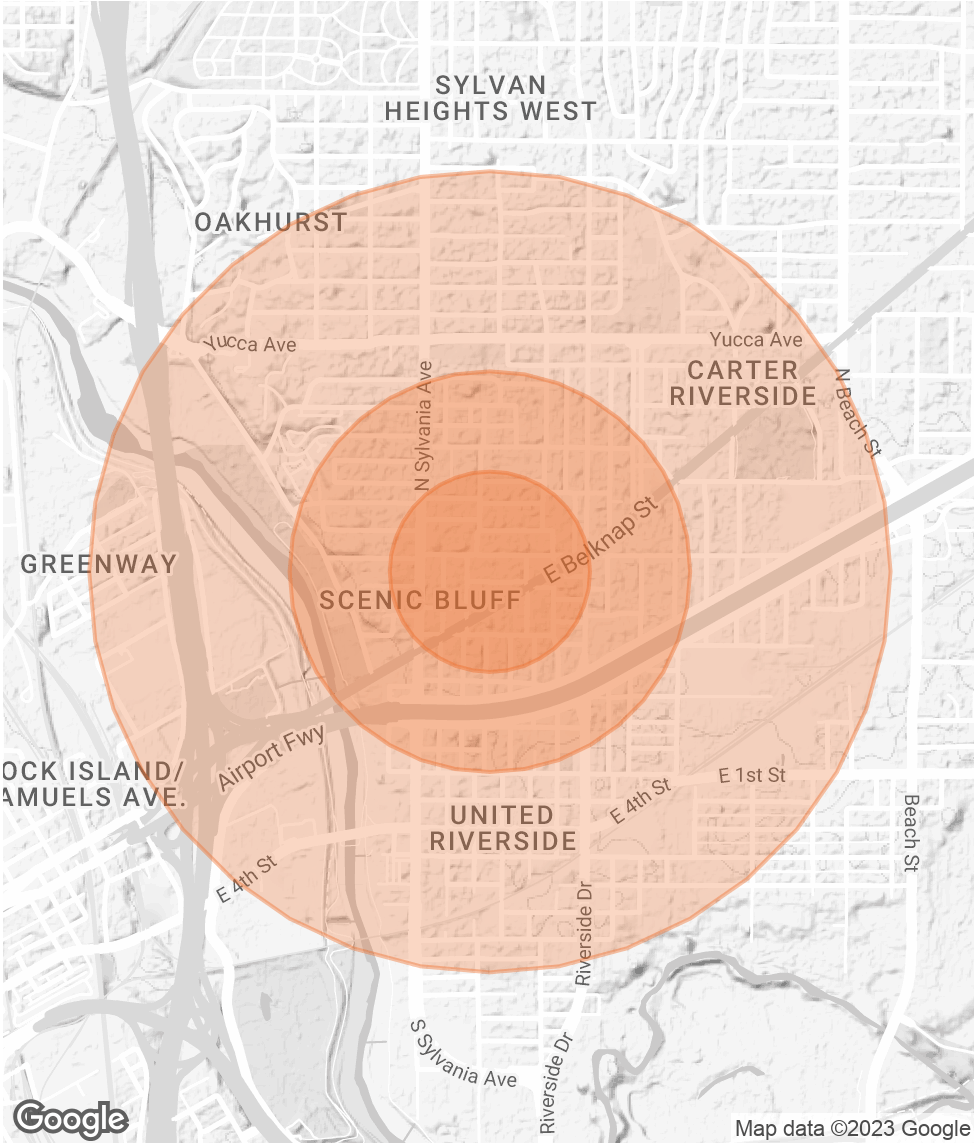 SYLVAN
HEIGHTS WEST
OAKHURST
Yucca Ave
Yucca Ave
CARTER
RIVERSIDE
N Sylvania Ave
N Beach St
E Belknap St
GREENWAY
SCENIC BLUFF
Airport Fwy
OCK ISLAND/
AMUELS AVE.
E 1st St
E 4th St
UNITED
RIVERSIDE
Beach St
E 4th St
Riverside Dr
S Sylvania Ave
Riverside Dr
Google
Map data ©2023 Google